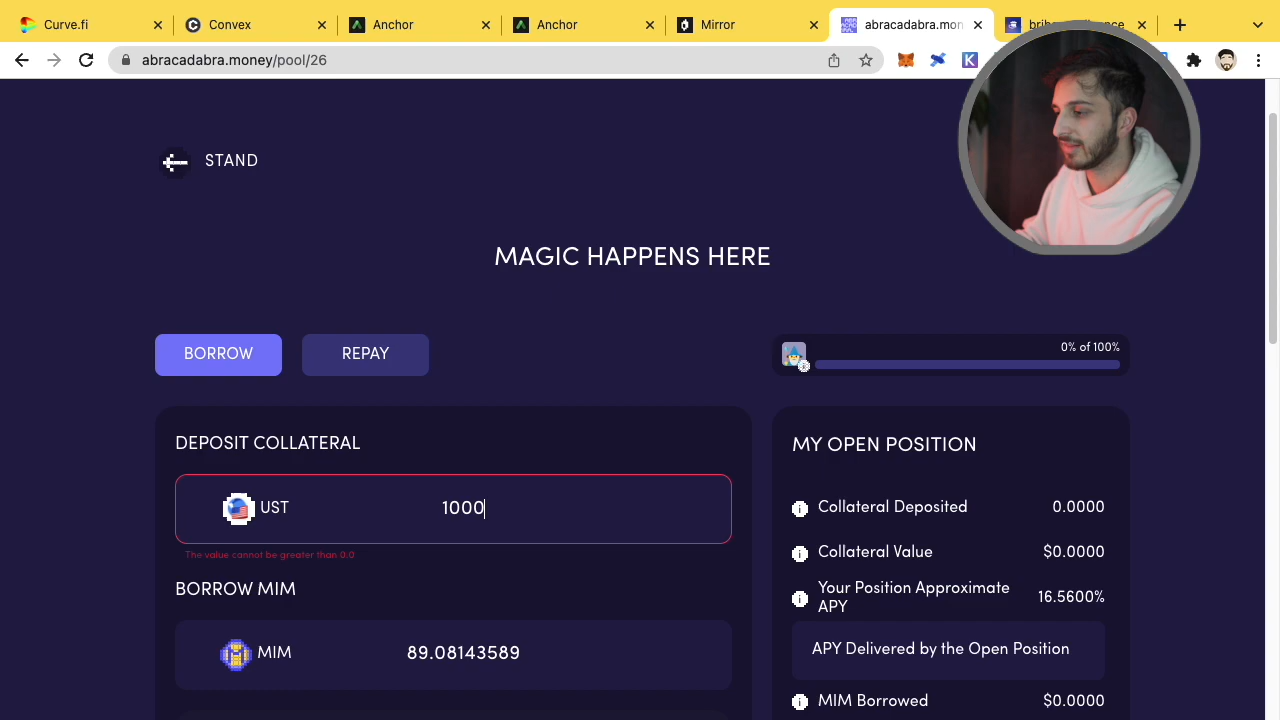 Curve.fi
Convex
Anchor
Anchor
Mirror
abracadabra.mon
abracadabra.money/pool/26
STAND
MAGIC HAPPENS HERE
BORROW
REPAY
0% of 100%
DEPOSIT COLLATERAL
UST
1000
The value cannot be greater than 0.0
BORROW MIM
MIM
89.08143589
MY OPEN POSITION
Collateral Deposited
0.0000
Collateral Value
$0.0000
Your Position Approximate
APY
16.5600%
APY Delivered by the Open Position
MIM Borrowed
$0.0000